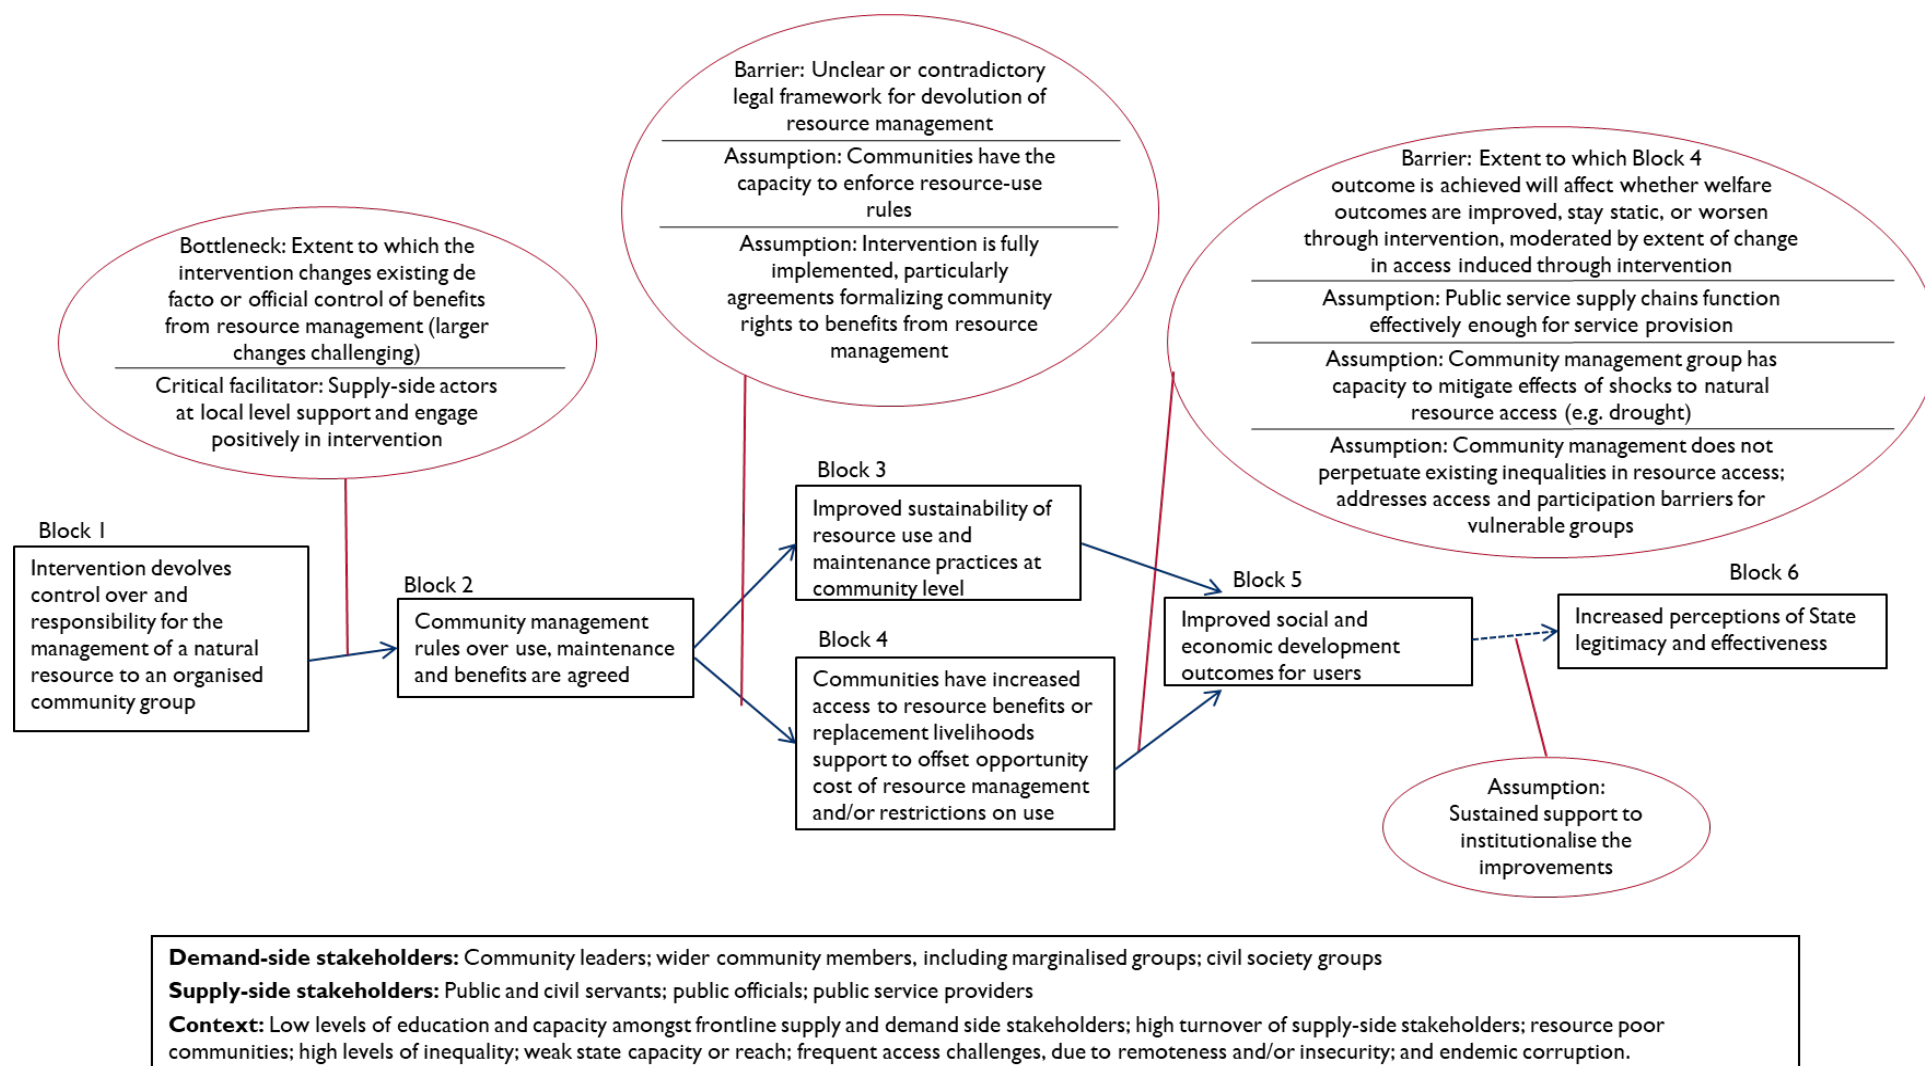 Barrier: Unclear or contradictory
legal framework for devolution of
resource management
Assumption: Communities have the
capacity to enforce resource-use
rules
Assumption: Intervention is fully
implemented, particularly
agreements formalizing community
rights to benefits from resource
management
Barrier: Extent to which Block 4
outcome is achieved will affect whether welfare
outcomes are improved, stay static, or worsen
through intervention, moderated by extent of change
in access induced through intervention
Assumption: Public service supply chains function
effectively enough for service provision
Assumption: Community management group has
capacity to mitigate effects of shocks to natural
resource access (e.g. drought)
Assumption: Community management does not
perpetuate existing inequalities in resource access;
addresses access and participation barriers for
vulnerable groups
Bottleneck: Extent to which the
intervention changes existing de
facto or official control of benefits
from resource management (larger
changes challenging)
Critical facilitator: Supply-side actors
at local level support and engage
positively in intervention
Block 1
Intervention devolves
control over and
responsibility for the
management of a natural
resource to an organised
community group
Block 2
Community management
rules over use, maintenance
and benefits are agreed
Block 3
Improved sustainability of
resource use and
maintenance practices at
community level
Block 4
Communities have increased
access to resource benefits or
replacement livelihoods
support to offset opportunity
cost of resource management
and/or restrictions on use
Block 5
Improved social and
economic development
outcomes for users
Block 6
Increased perceptions of State
legitimacy and effectiveness
Assumption:
Sustained support to
institutionalise the
improvements
Demand-side stakeholders: Community leaders; wider community members, including marginalised groups; civil society groups
Supply-side stakeholders: Public and civil servants; public officials; public service providers
Context: Low levels of education and capacity amongst frontline supply and demand side stakeholders; high turnover of supply-side stakeholders; resource poor
communities; high levels of inequality; weak state capacity or reach; frequent access challenges, due to remoteness and/or insecurity; and endemic corruption.